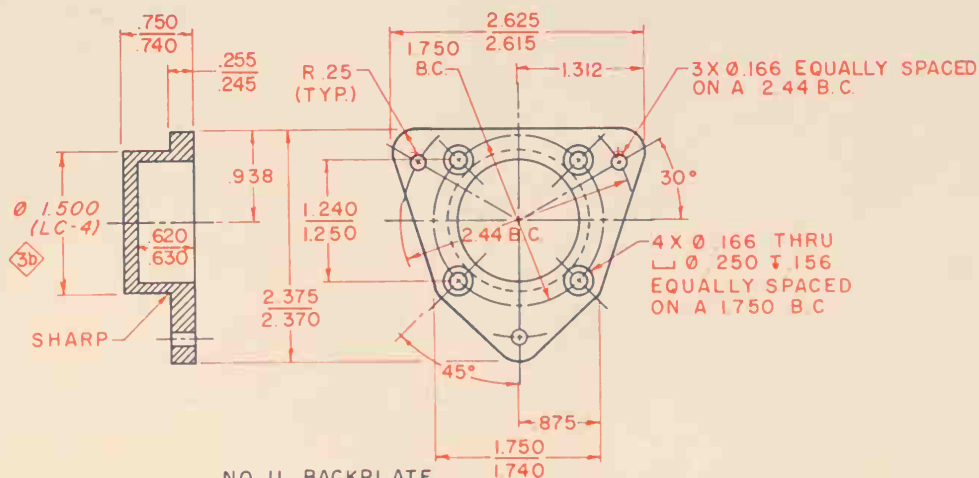 .750
.740
.255
.245
R .25
(TYP.)
1.750
B.C.
2.625
2.615
1.312
3X Ø.166 EQUALLY SPACED
ON A 2.44 B.C.
.938
1.240
1.250
30°
Ø 1.500
(LC-4)
3b
.620
.630
2.44 B.C.
4X Ø .166 THRU
⌴ Ø .250 ↧ .156
EQUALLY SPACED
ON A 1.750 B.C
2.375
2.370
SHARP
45°
.875
1.750
1.740
NO. 11 BACKPLATE